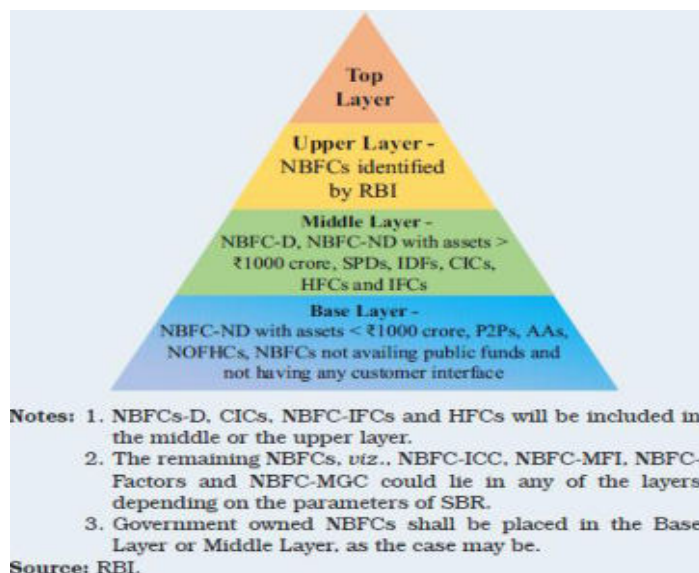 Top
Layer
Upper Layer -
NBFCs identified
by RBI
Middle Layer -
NBFC-D, NBFC-ND with assets >
₹1000 crore, SPDs, IDFs, CICs,
HFCs and IFCs
Base Layer -
NBFC-ND with assets < ₹1000 crore, P2Ps, AAs,
NOFHCs, NBFCs not availing public funds and
not having any customer interface
Notes: 1. NBFCs-D, CICs, NBFC-IFCs and HFCs will be included in
the middle or the upper layer.
2. The remaining NBFCs, viz., NBFC-ICC, NBFC-MFI, NBFC-
Factors and NBFC-MGC could lie in any of the layers
depending on the parameters of SBR.
3. Government owned NBFCs shall be placed in the Base
Layer or Middle Layer, as the case may be.
Source: RBI.